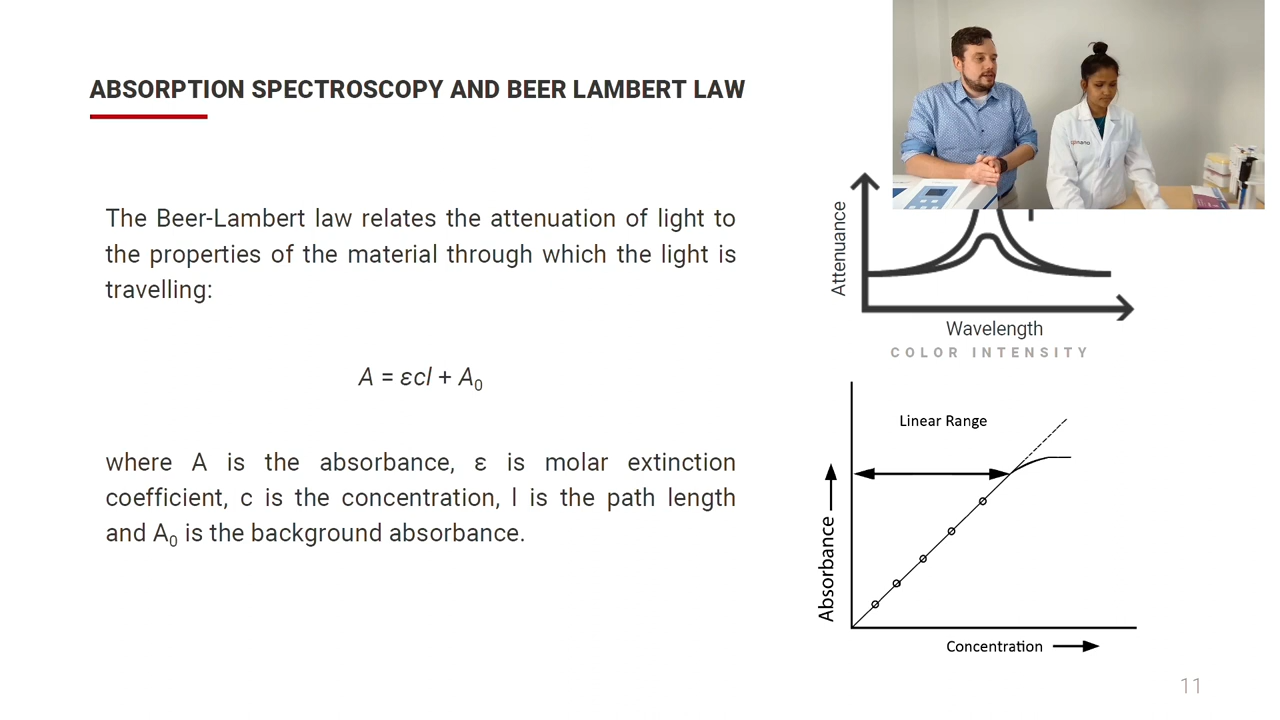 ABSORPTION SPECTROSCOPY AND BEER LAMBERT LAW
The Beer-Lambert law relates the attenuation of light to
the properties of the material through which the light is
travelling:
A = εcl + A₀
where A is the absorbance, ε is molar extinction
coefficient, c is the concentration, l is the path length
and A₀ is the background absorbance.
Attenuance
Wavelength
COLOR INTENSITY
Linear Range
Absorbance
Concentration
11